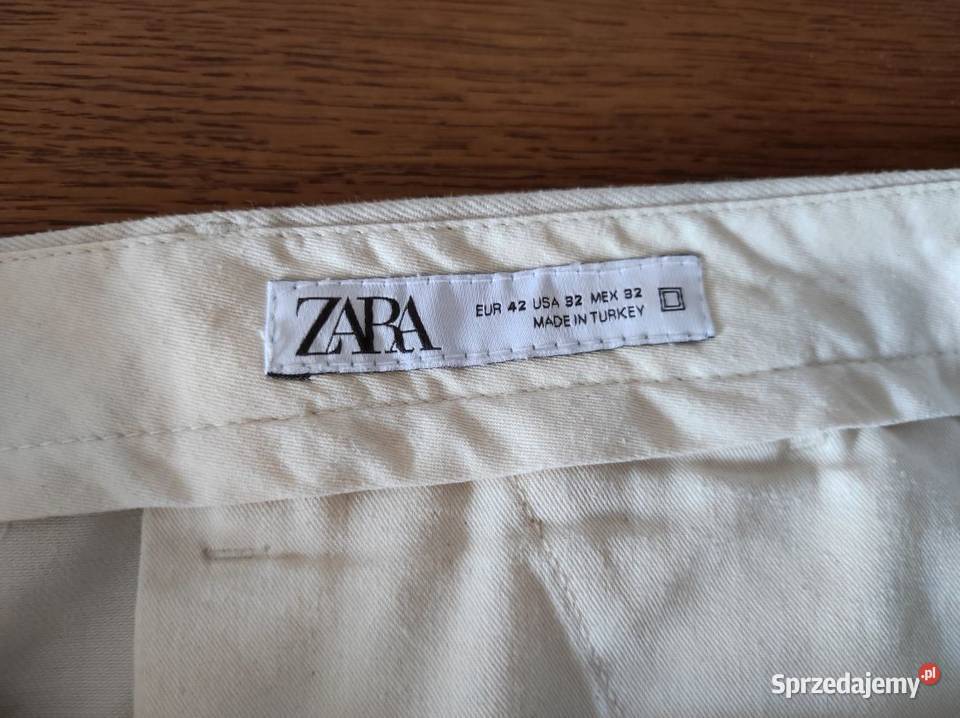 ZARA
EUR 42 USA 32 MEX 32
MADE IN TURKEY
Sprzedajemy.pl